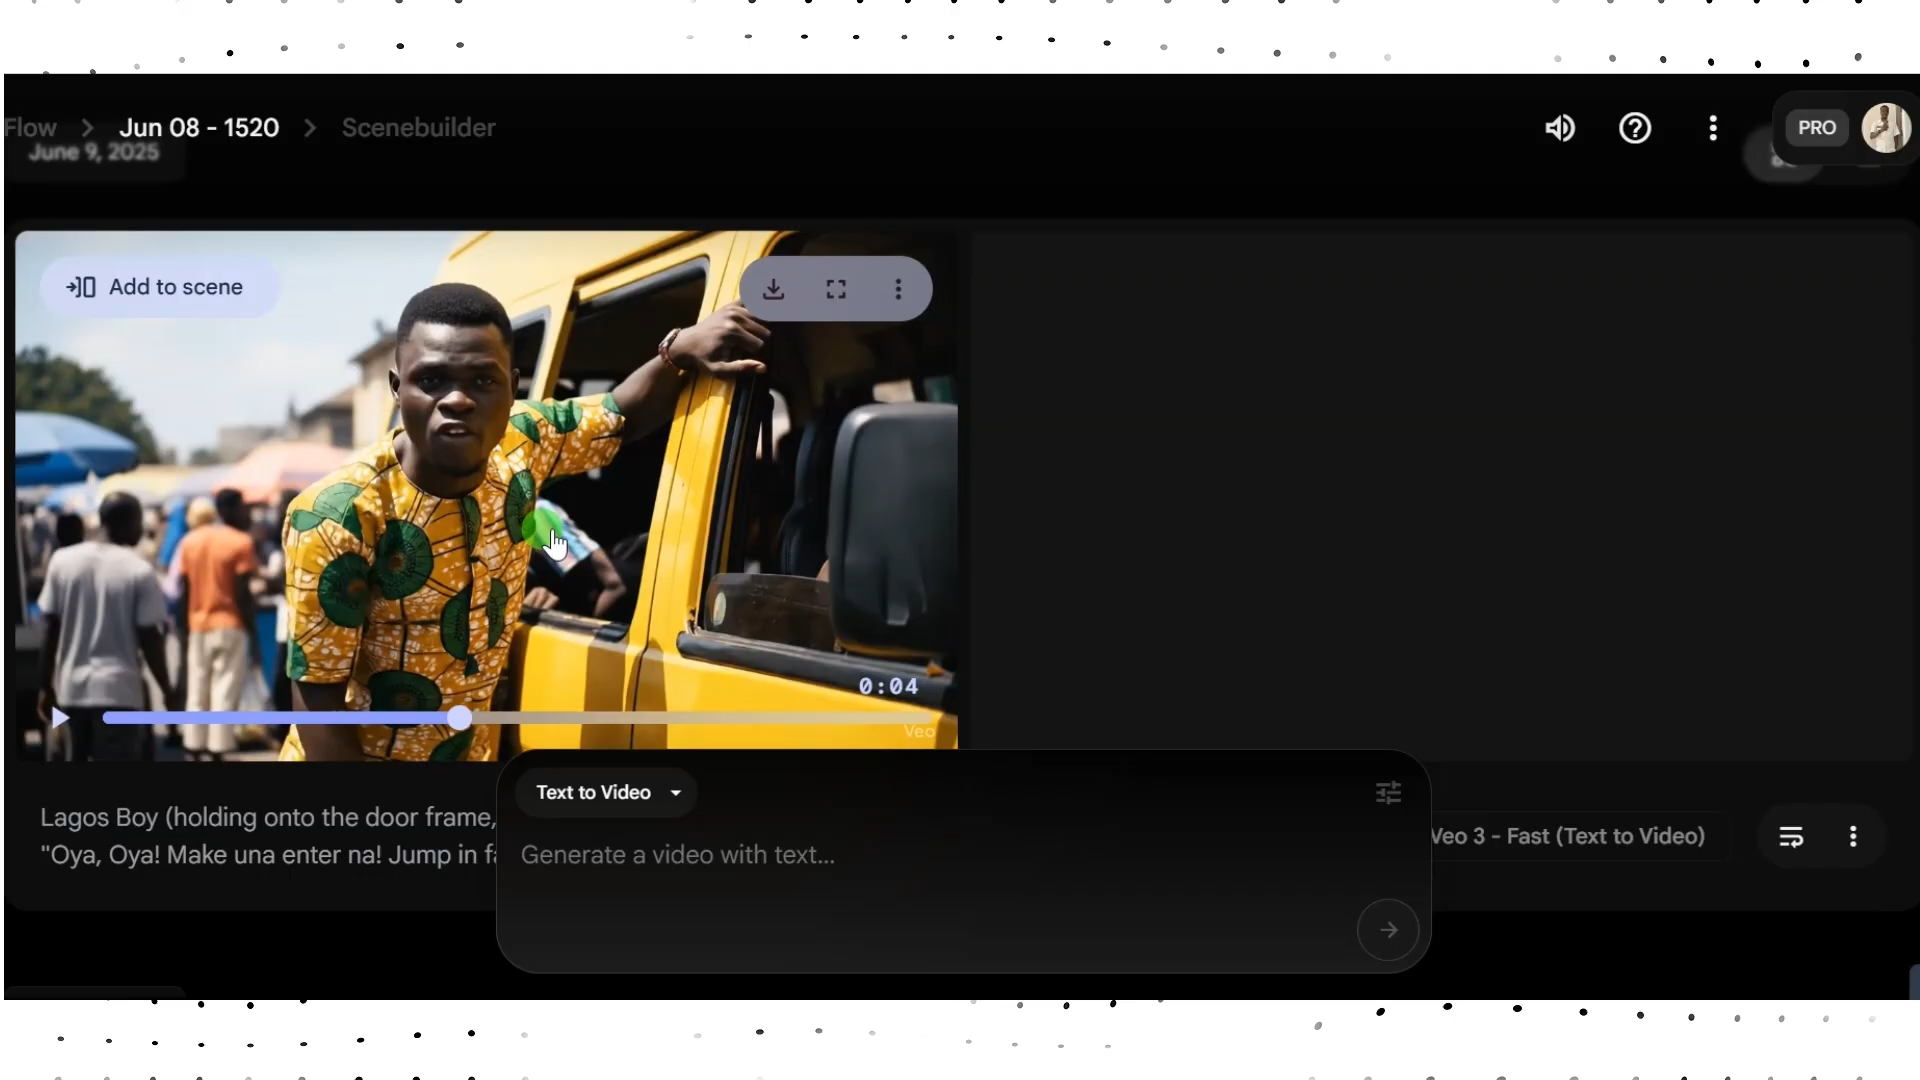 Flow > Jun 08 - 1520 > Scenebuilder
PRO
June 9, 2025
Add to scene
0:04
Veo
Text to Video
Lagos Boy (holding onto the door frame,
"Oya, Oya! Make una enter na! Jump in fa
Generate a video with text...
Veo 3 - Fast (Text to Video)